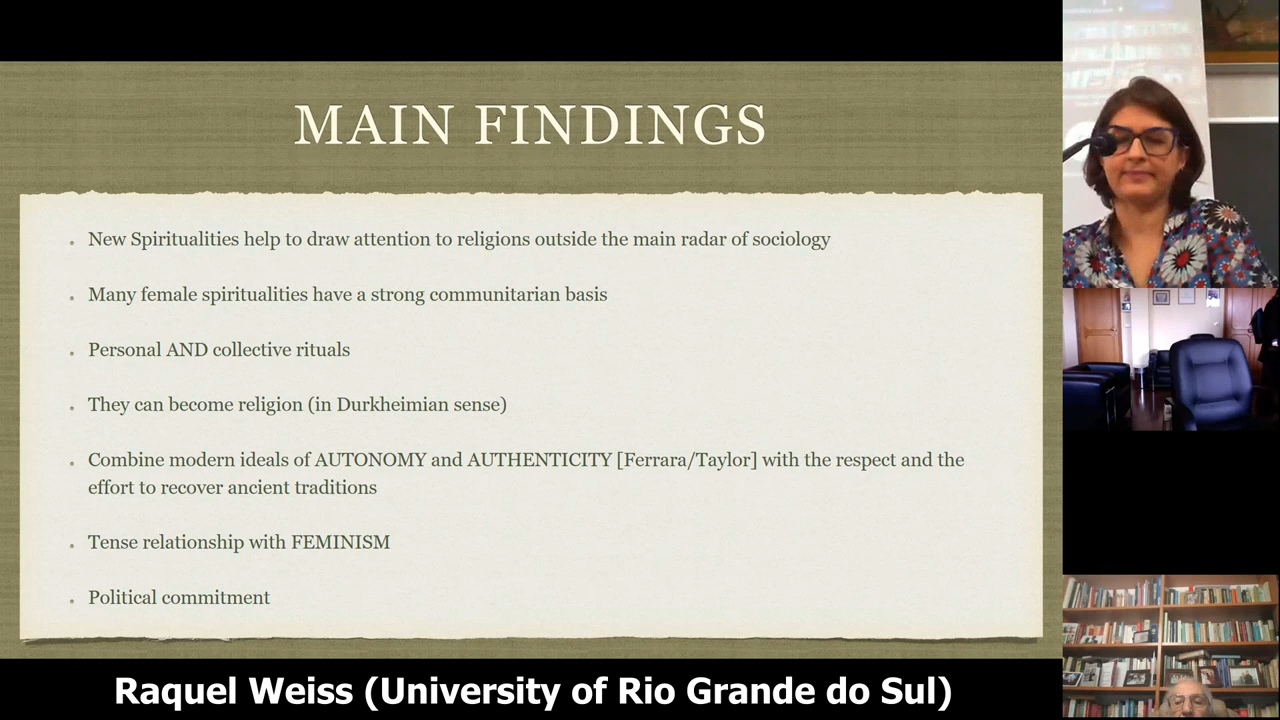 MAIN FINDINGS
New Spiritualities help to draw attention to religions outside the main radar of sociology
Many female spiritualities have a strong communitarian basis
Personal AND collective rituals
They can become religion (in Durkheimian sense)
Combine modern ideals of AUTONOMY and AUTHENTICITY [Ferrara/Taylor] with the respect and the
effort to recover ancient traditions
Tense relationship with FEMINISM
Political commitment
Raquel Weiss (University of Rio Grande do Sul)